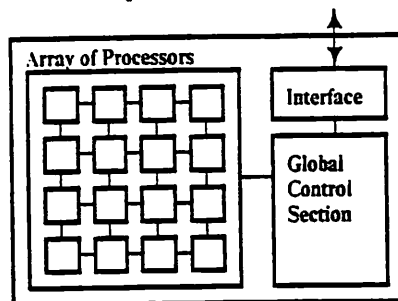 Array of Processors
Interface
Global
Control
Section